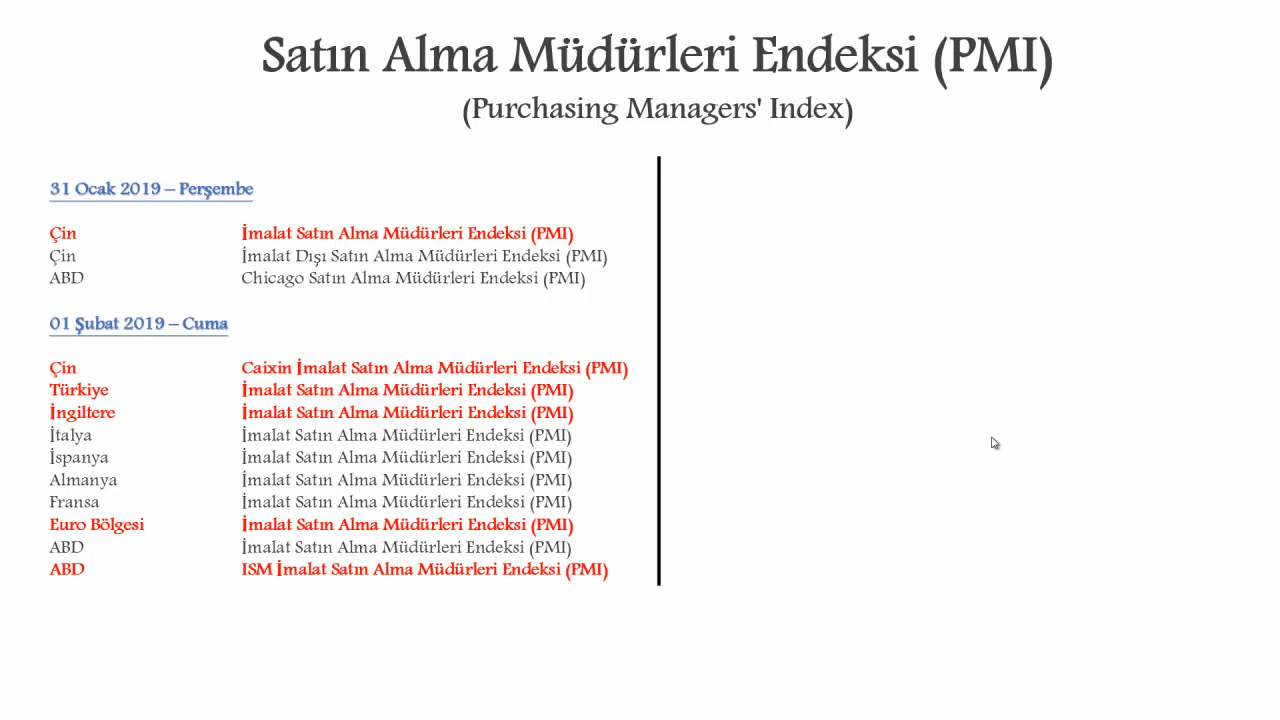 Satın Alma Müdürleri Endeksi (PMI)
(Purchasing Managers' Index)
31 Ocak 2019 – Perşembe
Çin İmalat Satın Alma Müdürleri Endeksi (PMI)
Çin İmalat Dışı Satın Alma Müdürleri Endeksi (PMI)
ABD Chicago Satın Alma Müdürleri Endeksi (PMI)
01 Şubat 2019 – Cuma
Çin Caixin İmalat Satın Alma Müdürleri Endeksi (PMI)
Türkiye İmalat Satın Alma Müdürleri Endeksi (PMI)
İngiltere İmalat Satın Alma Müdürleri Endeksi (PMI)
İtalya İmalat Satın Alma Müdürleri Endeksi (PMI)
İspanya İmalat Satın Alma Müdürleri Endeksi (PMI)
Almanya İmalat Satın Alma Müdürleri Endeksi (PMI)
Fransa İmalat Satın Alma Müdürleri Endeksi (PMI)
Euro Bölgesi İmalat Satın Alma Müdürleri Endeksi (PMI)
ABD İmalat Satın Alma Müdürleri Endeksi (PMI)
ABD ISM İmalat Satın Alma Müdürleri Endeksi (PMI)